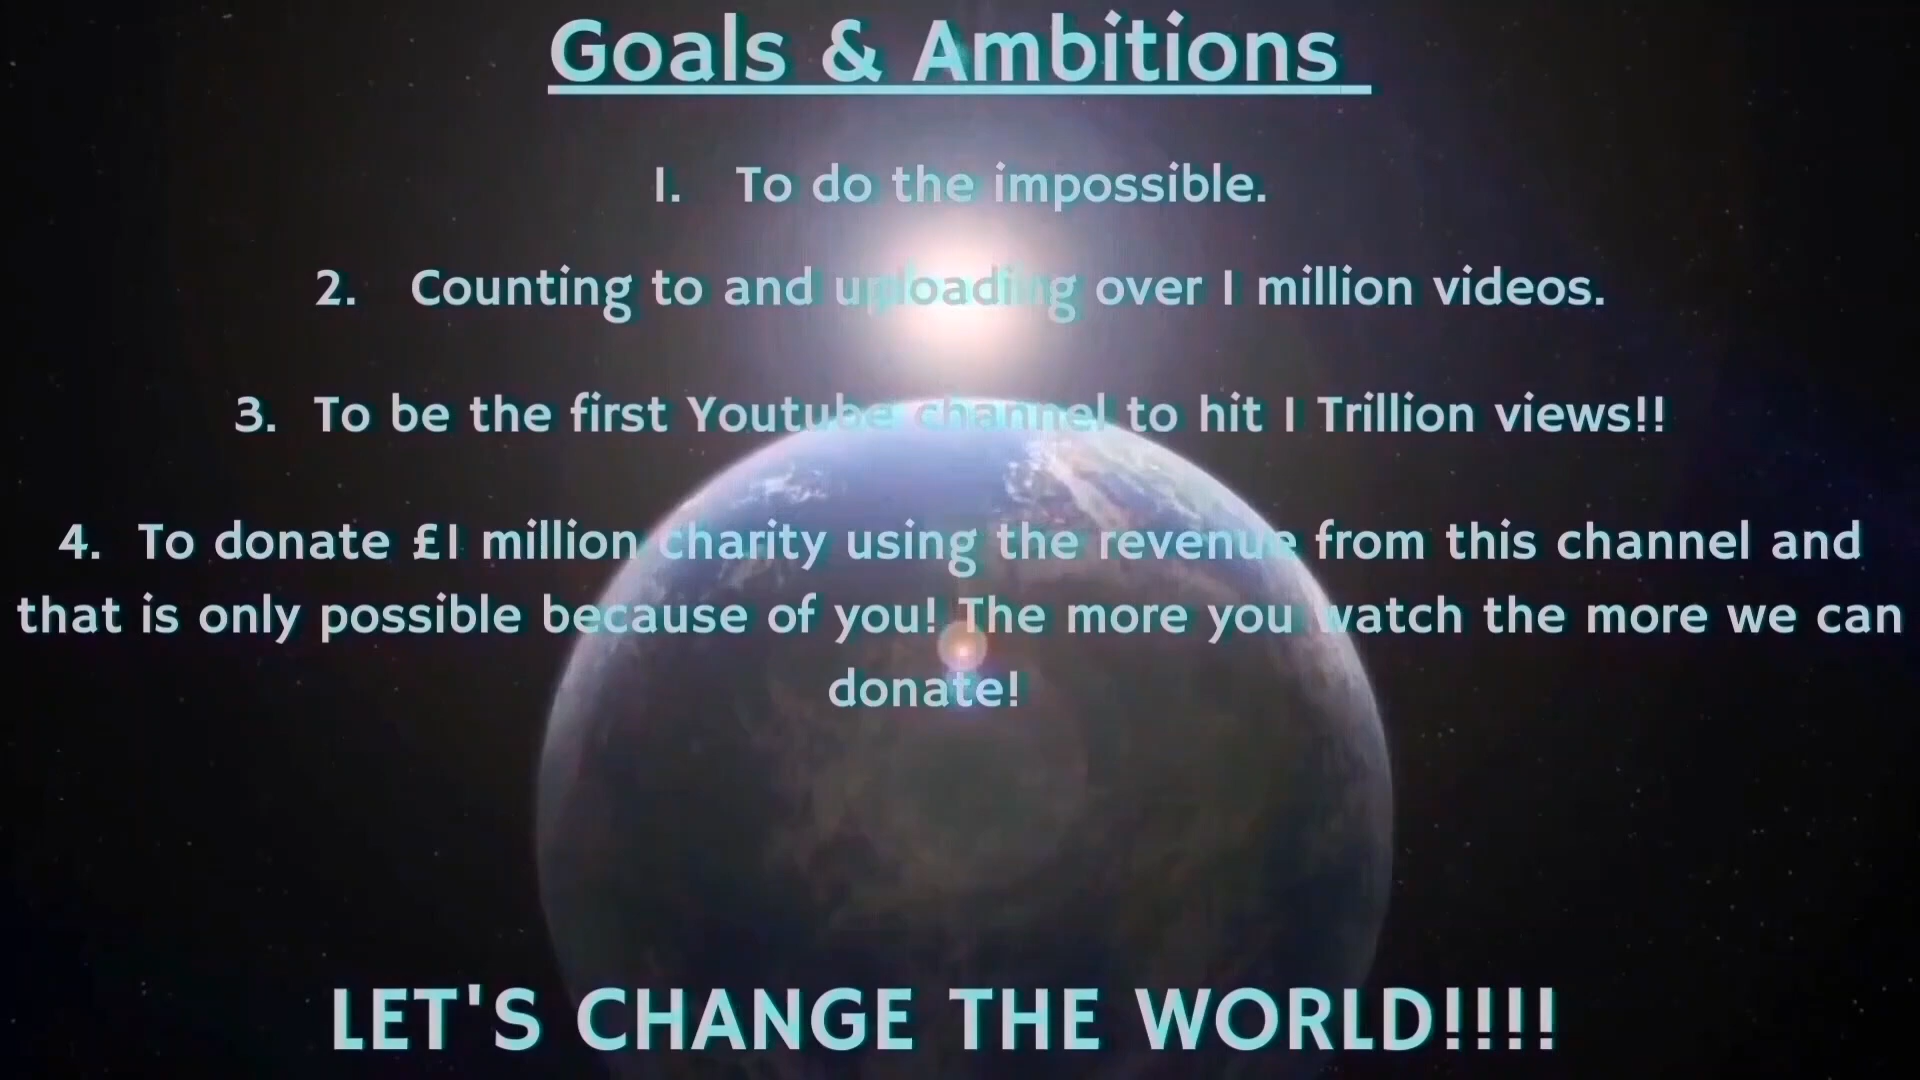 Goals & Ambitions
1. To do the impossible.
2. Counting to and uploading over 1 million videos.
3. To be the first Youtube channel to hit 1 Trillion views!!
4. To donate £1 million charity using the revenue from this channel and
that is only possible because of you! The more you watch the more we can
donate!
LET'S CHANGE THE WORLD!!!!